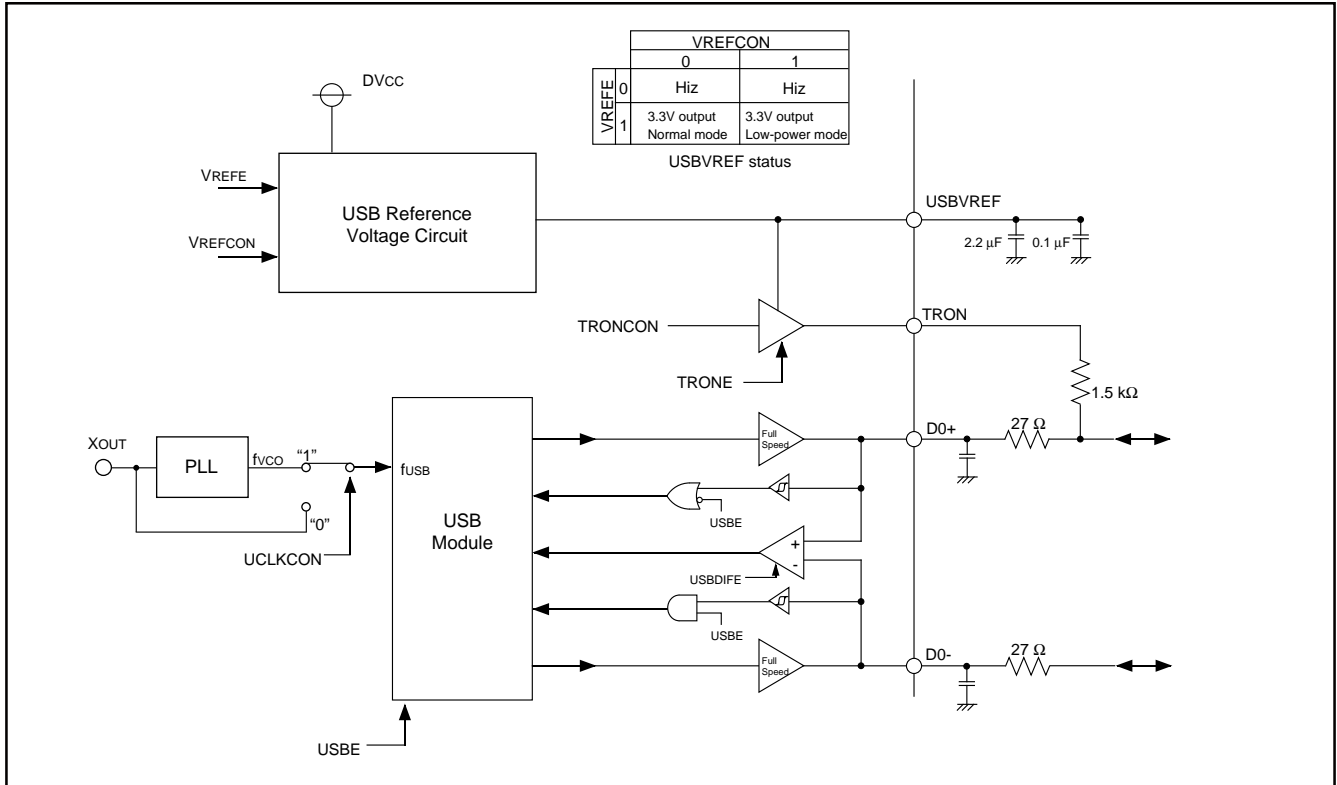 VREFCON
0 1
VREFE
0 Hiz Hiz
1 3.3V output 3.3V output
Normal mode Low-power mode
USBVREF status
DVCC
VREFE
VREFCON
USB Reference
Voltage Circuit
USBVREF
2.2 µF 0.1 µF
TRONCON
TRON
TRONE
1.5 kΩ
XOUT
PLL
fVCO
“1”
“0”
UCLKCON
fUSB
USB
Module
Full
Speed
D0+
27 Ω
USBE
+
-
USBDIFE
USBE
Full
Speed
D0-
27 Ω
USBE